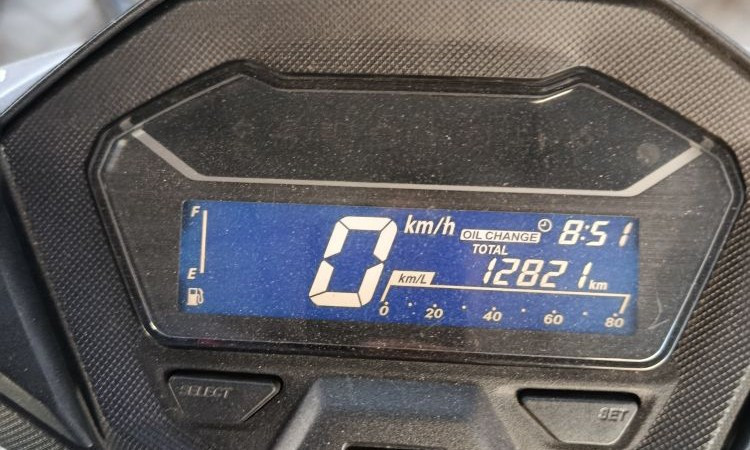 F
E
0 km/h
OIL CHANGE 8:51
TOTAL
12821 km
km/L
0 20 40 60 80
SELECT
SET